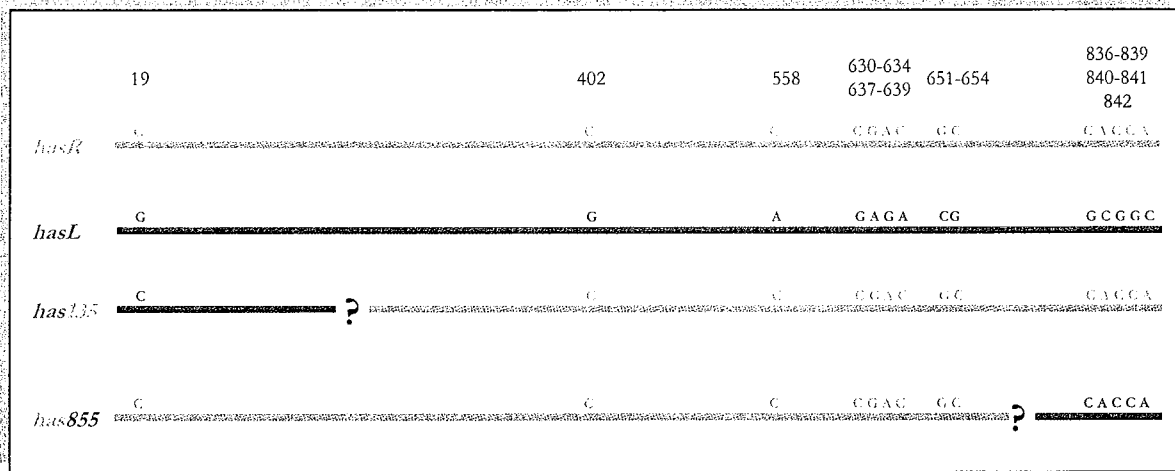 836-839
630-634
19 402 558 651-654 840-841
637-639
842
G C C CGAC GC CACCA
hasR
G G A GAGA CG GCGGC
hasL
C C C CGAC GC CACCA
has135 ?
C C C CGAC GC CACCA
has855 ?